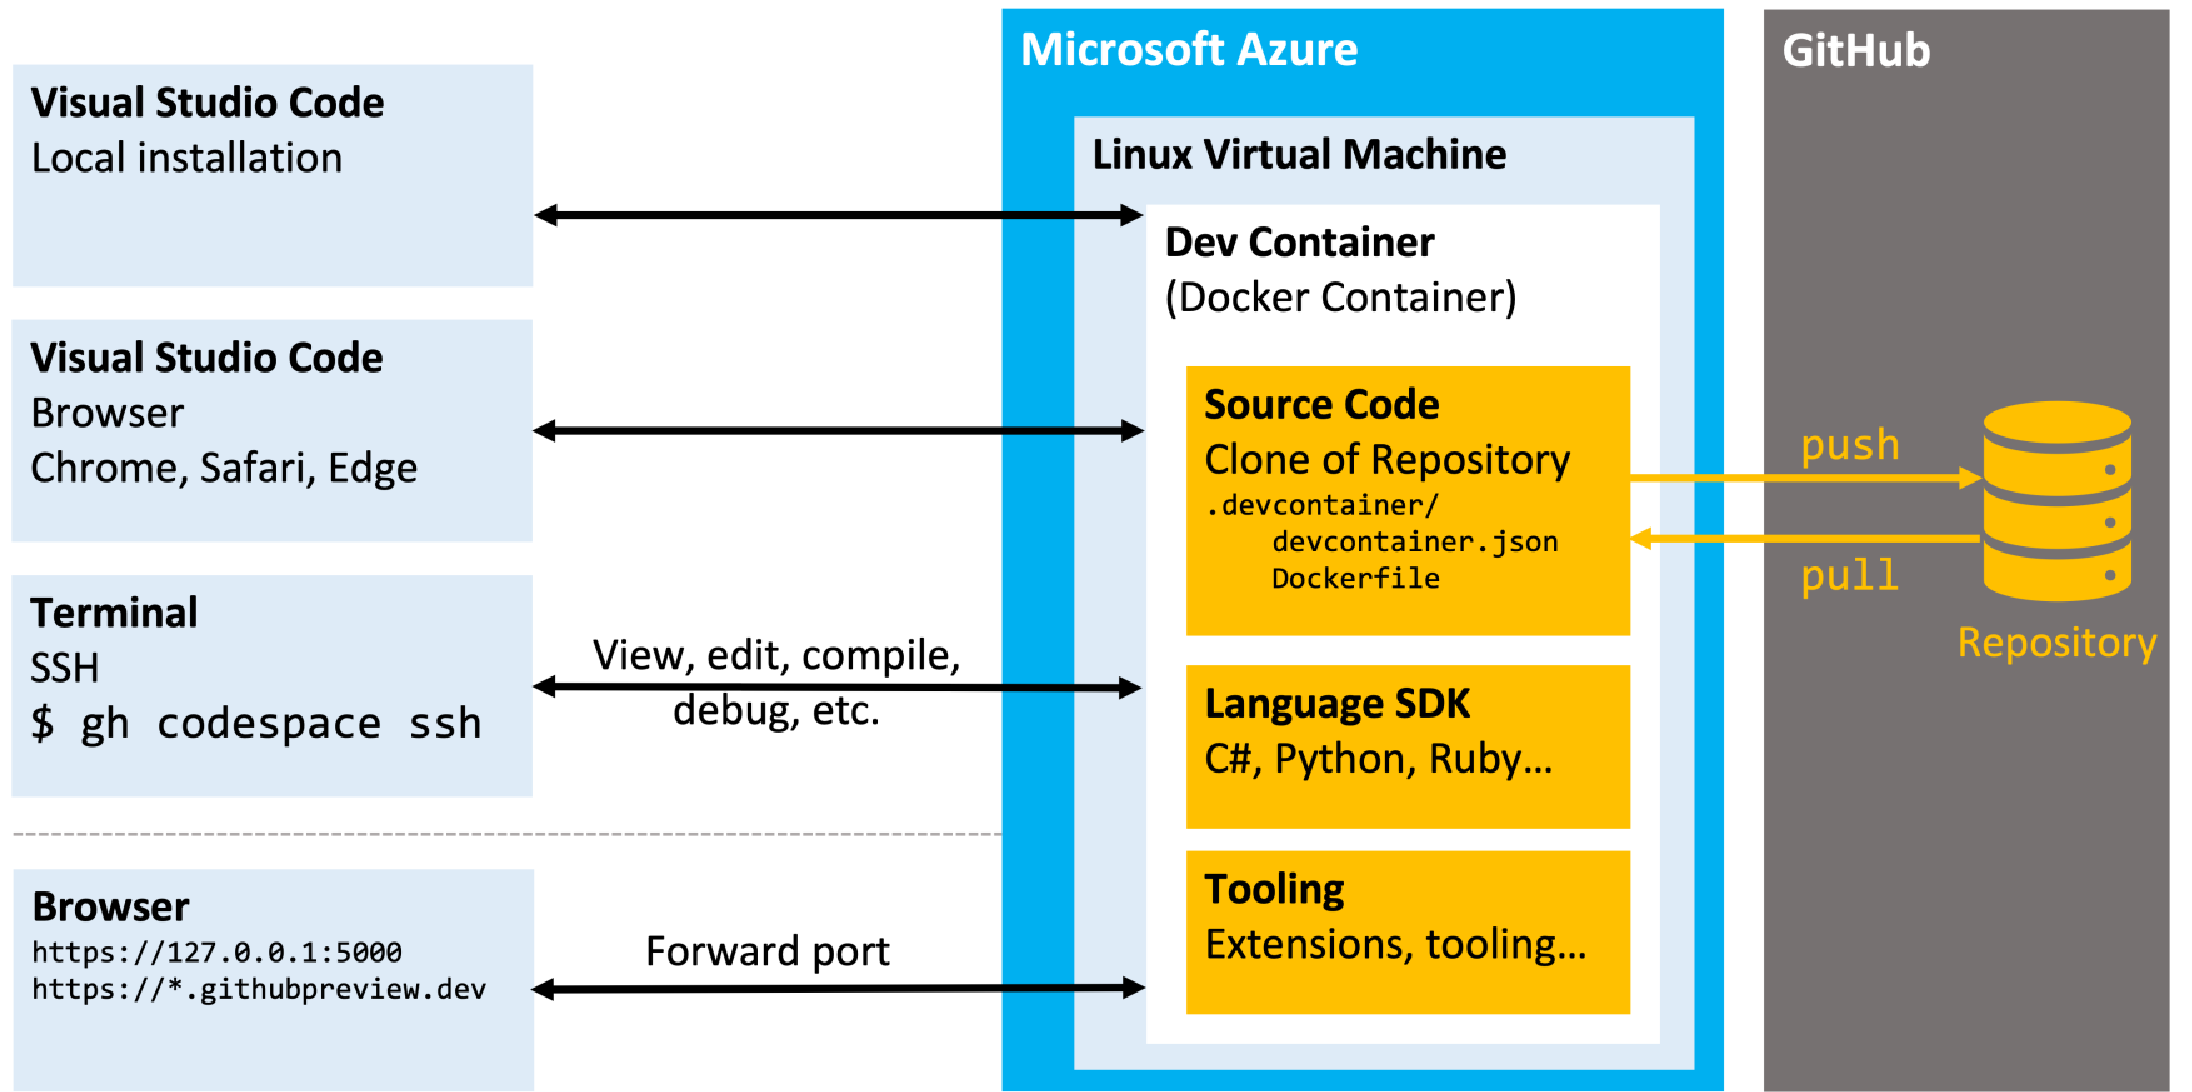 Visual Studio Code
Local installation
Visual Studio Code
Browser
Chrome, Safari, Edge
Terminal
SSH
$ gh codespace ssh
View, edit, compile,
debug, etc.
Browser
https://127.0.0.1:5000
https://*.githubpreview.dev
Forward port
Microsoft Azure
Linux Virtual Machine
Dev Container
(Docker Container)
Source Code
Clone of Repository
.devcontainer/
devcontainer.json
Dockerfile
Language SDK
C#, Python, Ruby…
Tooling
Extensions, tooling…
GitHub
push
pull
Repository